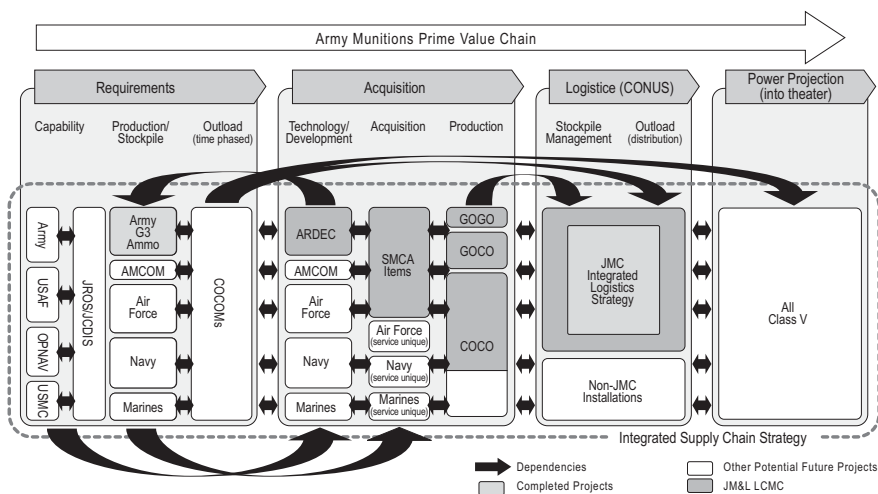 Army Munitions Prime Value Chain
Requirements
Acquisition
Logistice (CONUS)
Power Projection
(into theater)
Capability
Production/
Stockpile
Outload
(time phased)
Technology/
Development
Acquisition
Production
Stockpile
Management
Outload
(distribution)
Army
USAF
OPNAV
USMC
JROS/JCDIS
Army
G3
Ammo
AMCOM
Air
Force
Navy
Marines
COCOMs
ARDEC
AMCOM
Air
Force
Navy
Marines
SMCA
Items
Air Force
(service unique)
Navy
(service unique)
Marines
(service unique)
GOGO
GOCO
COCO
JMC
Integrated
Logistics
Strategy
Non-JMC
Installations
All
Class V
Integrated Supply Chain Strategy
Dependencies
Completed Projects
Other Potential Future Projects
JM&L LCMC